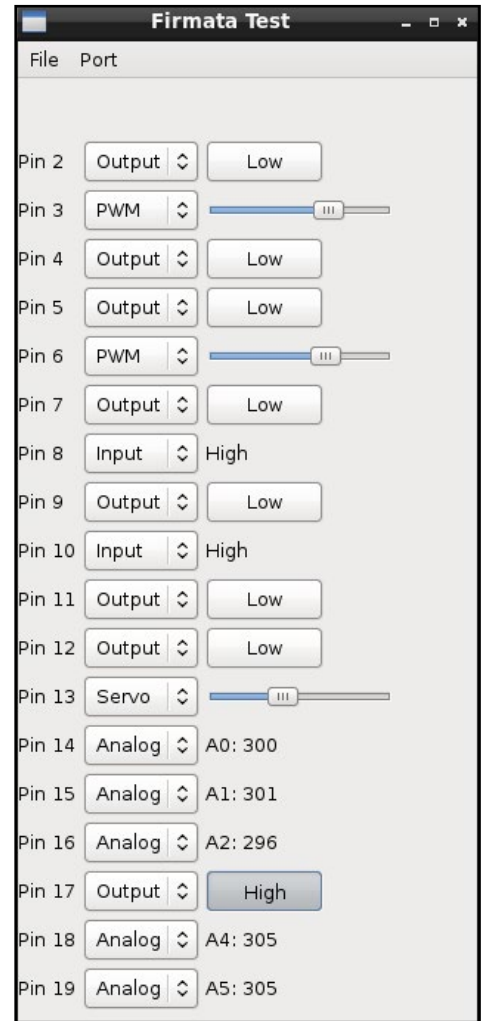 Firmata Test
File Port
Pin 2 Output Low
Pin 3 PWM
Pin 4 Output Low
Pin 5 Output Low
Pin 6 PWM
Pin 7 Output Low
Pin 8 Input High
Pin 9 Output Low
Pin 10 Input High
Pin 11 Output Low
Pin 12 Output Low
Pin 13 Servo
Pin 14 Analog A0: 300
Pin 15 Analog A1: 301
Pin 16 Analog A2: 296
Pin 17 Output High
Pin 18 Analog A4: 305
Pin 19 Analog A5: 305